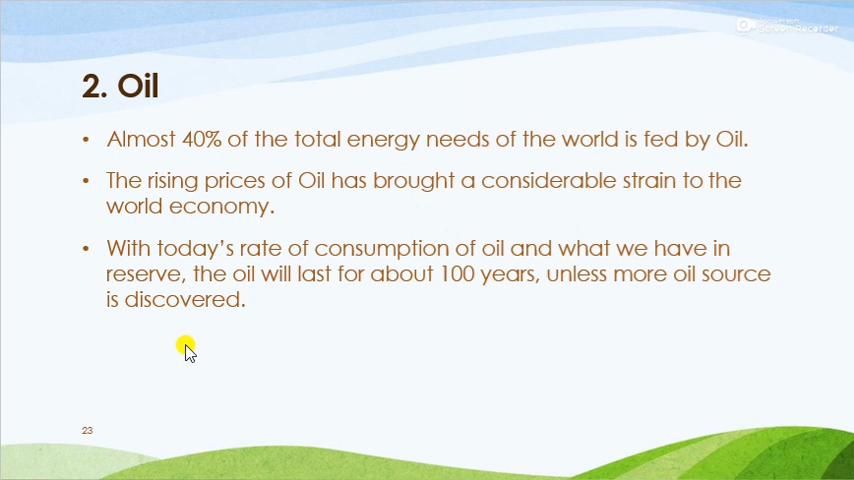 Screen Recorder
2. Oil
• Almost 40% of the total energy needs of the world is fed by Oil.
• The rising prices of Oil has brought a considerable strain to the
world economy.
• With today's rate of consumption of oil and what we have in
reserve, the oil will last for about 100 years, unless more oil source
is discovered.
23